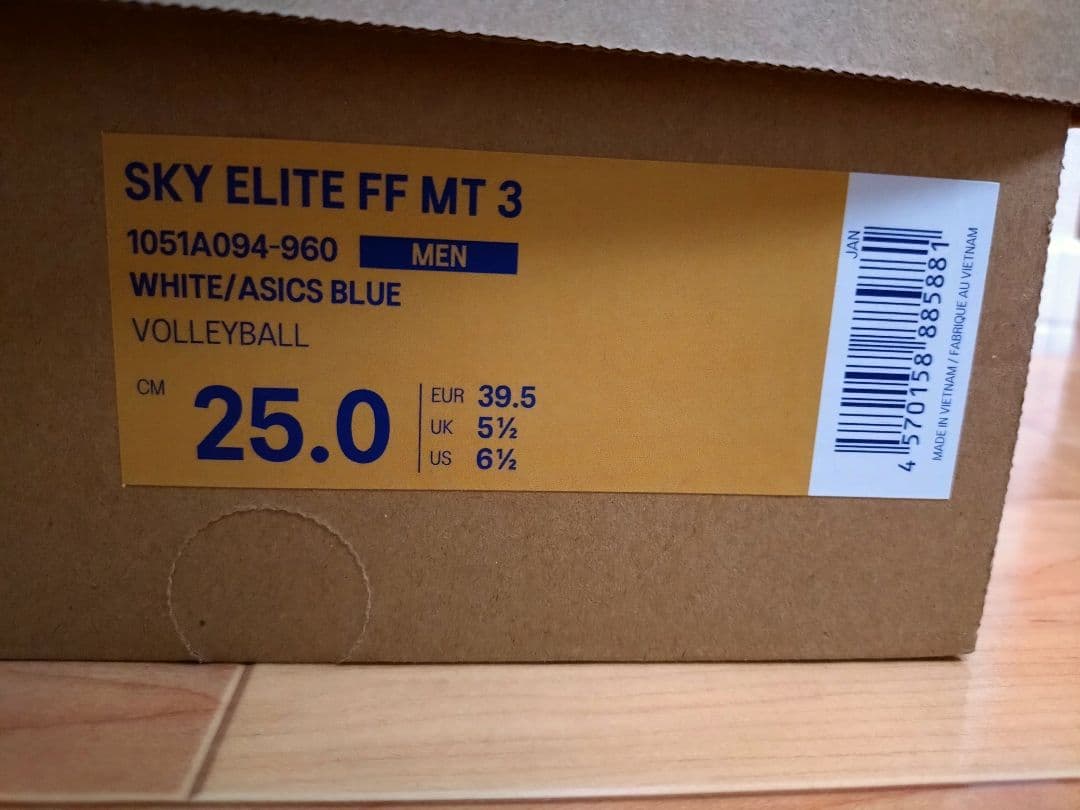 SKY ELITE FF MT 3
1051A094-960 MEN
WHITE/ASICS BLUE
VOLLEYBALL
CM 25.0
EUR 39.5
UK 5½
US 6½
JAN
4 570158 885881
MADE IN VIETNAM / FABRIQUE AU VIETNAM